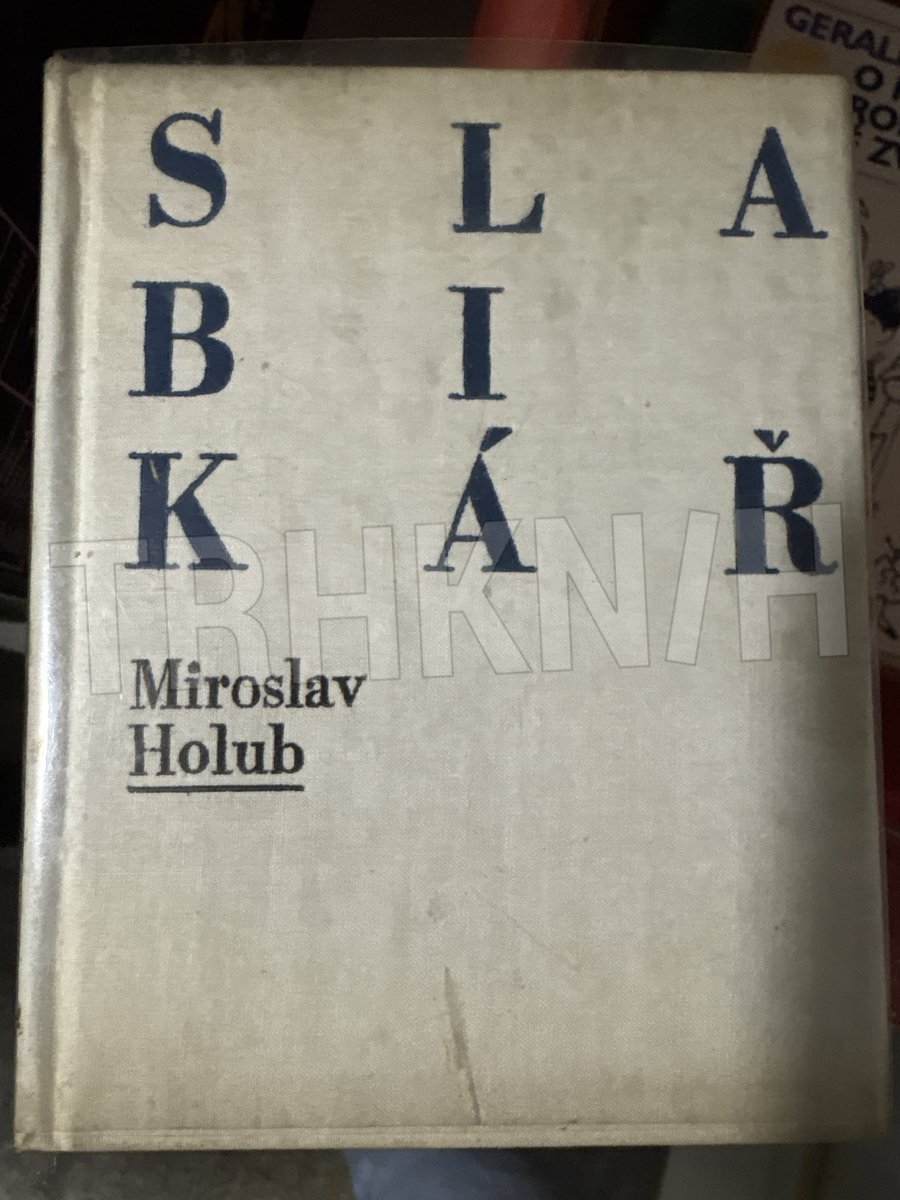 S L A
B I
K Á Ř
TRHKNIH
Miroslav
Holub
O